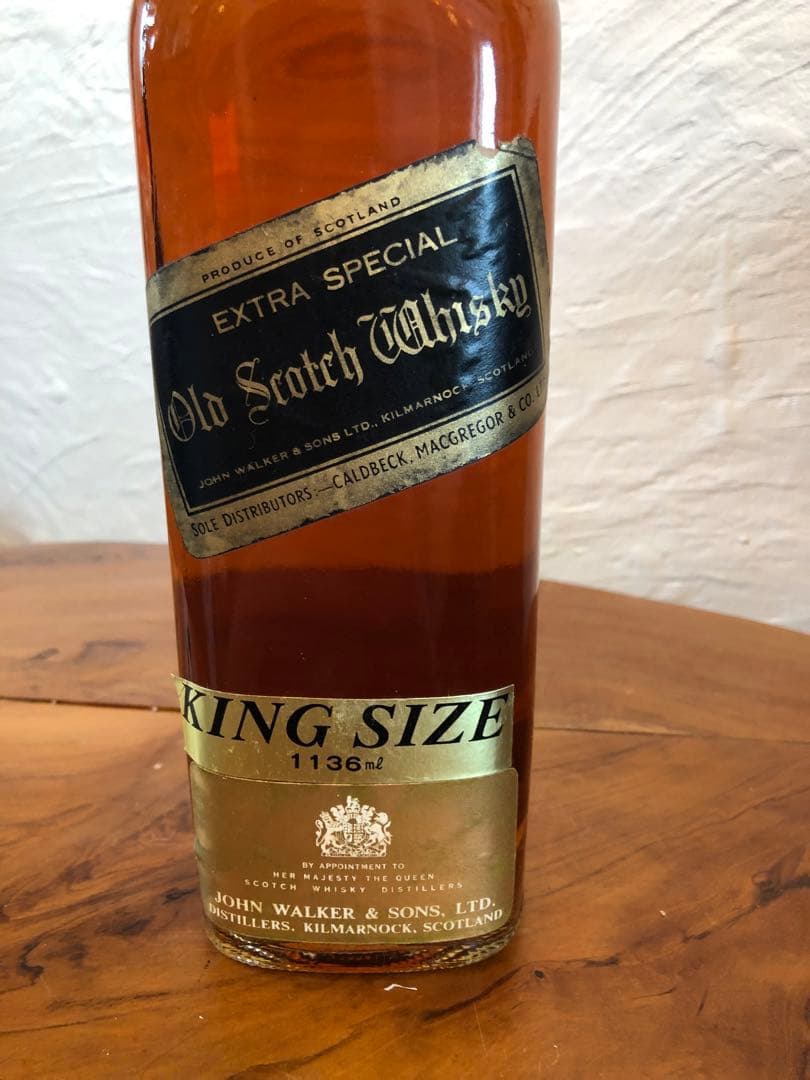 PRODUCE OF SCOTLAND
EXTRA SPECIAL
Old Scotch Whisky
JOHN WALKER & SONS LTD., KILMARNOCK, SCOTLAND
SOLE DISTRIBUTORS:—CALDBECK, MACGREGOR & CO.
KING SIZE
1136 ml
BY APPOINTMENT TO
HER MAJESTY THE QUEEN
SCOTCH WHISKY DISTILLERS
JOHN WALKER & SONS, LTD.
DISTILLERS, KILMARNOCK, SCOTLAND